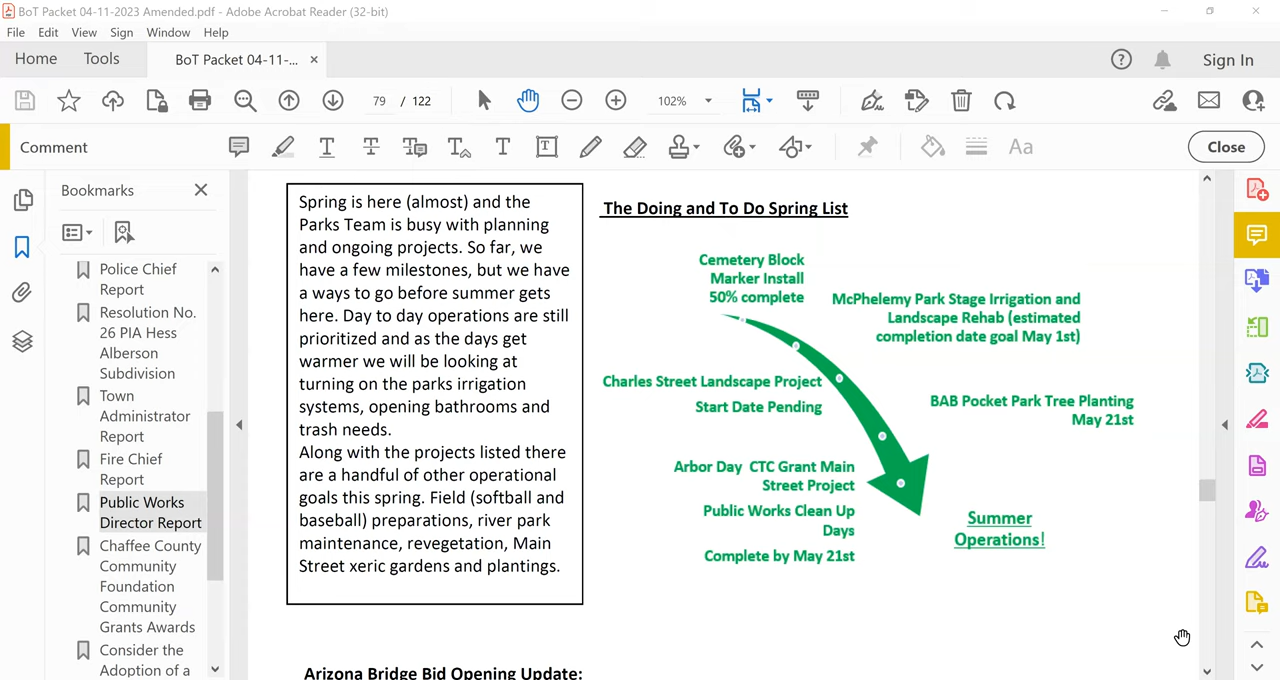 BoT Packet 04-11-2023 Amended.pdf - Adobe Acrobat Reader (32-bit)
File Edit View Sign Window Help
Home Tools BoT Packet 04-11-... Sign In
79 / 122 102%
Comment Close
Bookmarks
Police Chief
Report
Resolution No.
26 PIA Hess
Alberson
Subdivision
Town
Administrator
Report
Fire Chief
Report
Public Works
Director Report
Chaffee County
Community
Foundation
Community
Grants Awards
Consider the
Adoption of a
Spring is here (almost) and the
Parks Team is busy with planning
and ongoing projects. So far, we
have a few milestones, but we have
a ways to go before summer gets
here. Day to day operations are still
prioritized and as the days get
warmer we will be looking at
turning on the parks irrigation
systems, opening bathrooms and
trash needs.
Along with the projects listed there
are a handful of other operational
goals this spring. Field (softball and
baseball) preparations, river park
maintenance, revegetation, Main
Street xeric gardens and plantings.
The Doing and To Do Spring List
Cemetery Block
Marker Install
50% complete
McPhelemy Park Stage Irrigation and
Landscape Rehab (estimated
completion date goal May 1st)
Charles Street Landscape Project
Start Date Pending
BAB Pocket Park Tree Planting
May 21st
Arbor Day CTC Grant Main
Street Project
Public Works Clean Up
Days
Complete by May 21st
Summer
Operations!
Arizona Bridge Bid Opening Update: